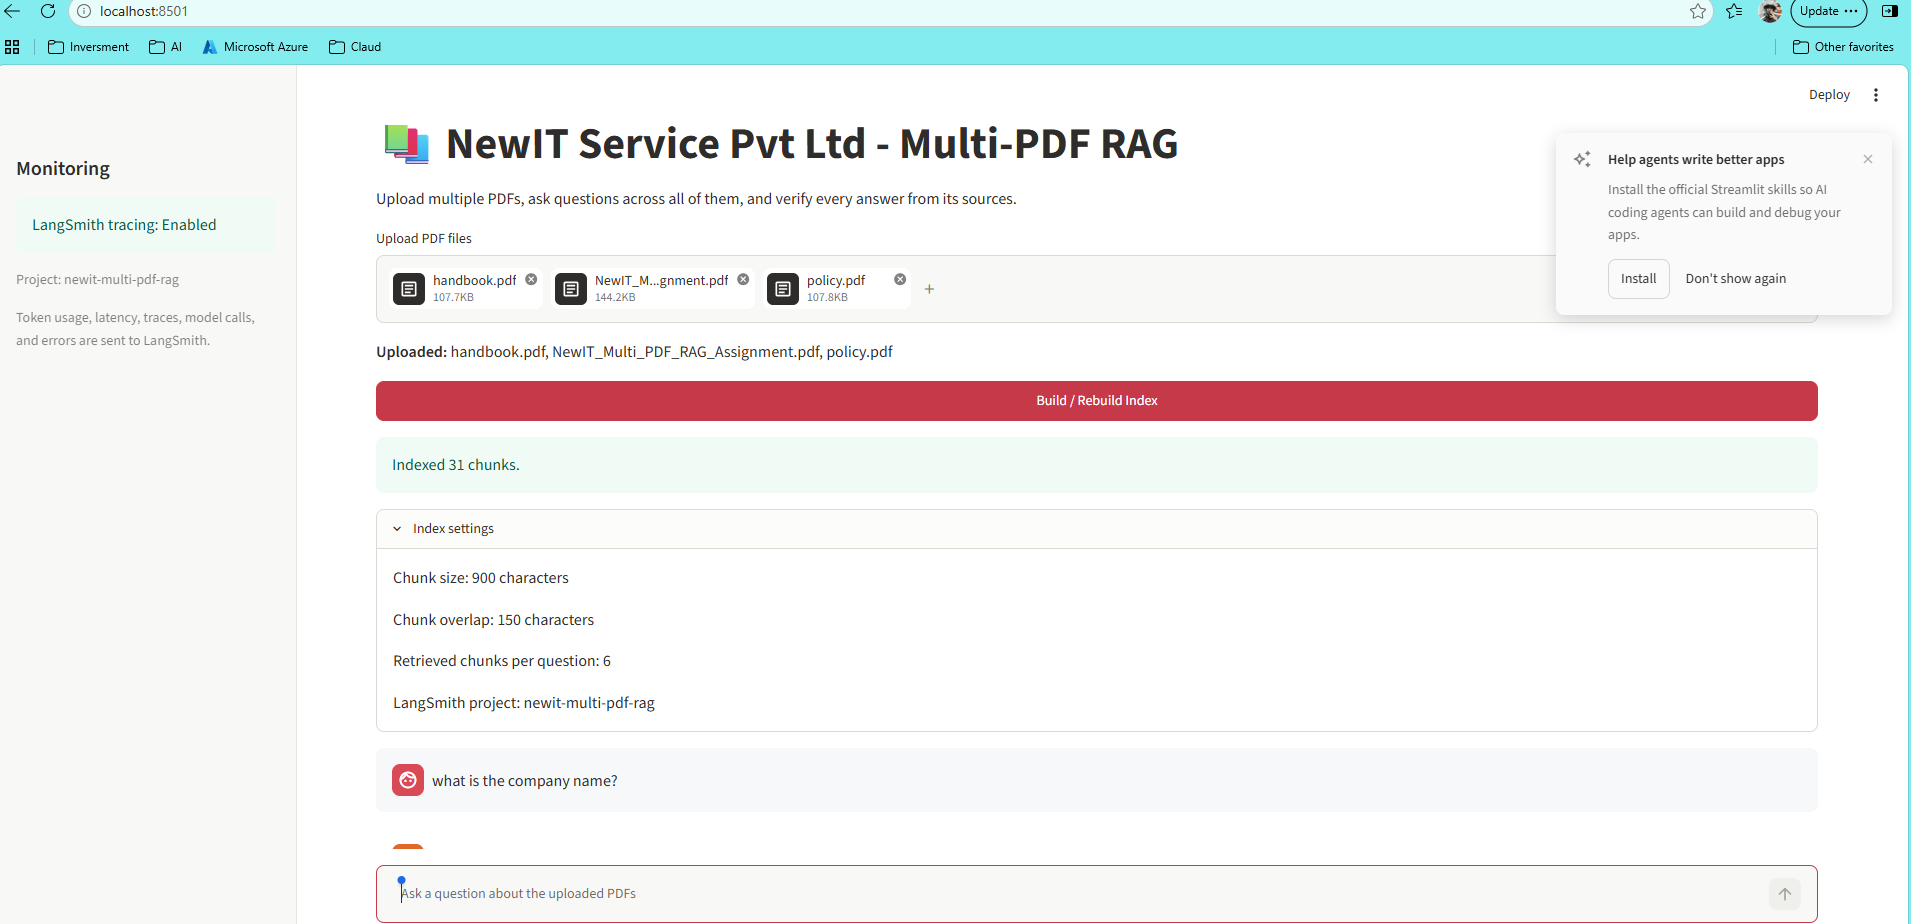 localhost:8501
Update
Inversment
AI
Microsoft Azure
Claud
Other favorites
Deploy
Monitoring
LangSmith tracing: Enabled
Project: newit-multi-pdf-rag
Token usage, latency, traces, model calls,
and errors are sent to LangSmith.
NewIT Service Pvt Ltd - Multi-PDF RAG
Upload multiple PDFs, ask questions across all of them, and verify every answer from its sources.
Upload PDF files
handbook.pdf
107.7KB
NewIT_M...gnment.pdf
144.2KB
policy.pdf
107.8KB
Help agents write better apps
Install the official Streamlit skills so AI
coding agents can build and debug your
apps.
Install
Don't show again
Uploaded: handbook.pdf, NewIT_Multi_PDF_RAG_Assignment.pdf, policy.pdf
Build / Rebuild Index
Indexed 31 chunks.
Index settings
Chunk size: 900 characters
Chunk overlap: 150 characters
Retrieved chunks per question: 6
LangSmith project: newit-multi-pdf-rag
what is the company name?
Ask a question about the uploaded PDFs